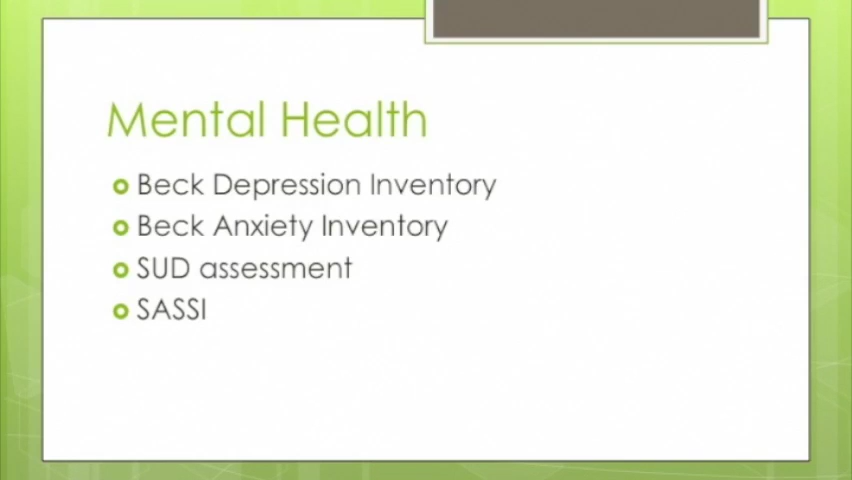 Mental Health
Beck Depression Inventory
Beck Anxiety Inventory
SUD assessment
SASSI